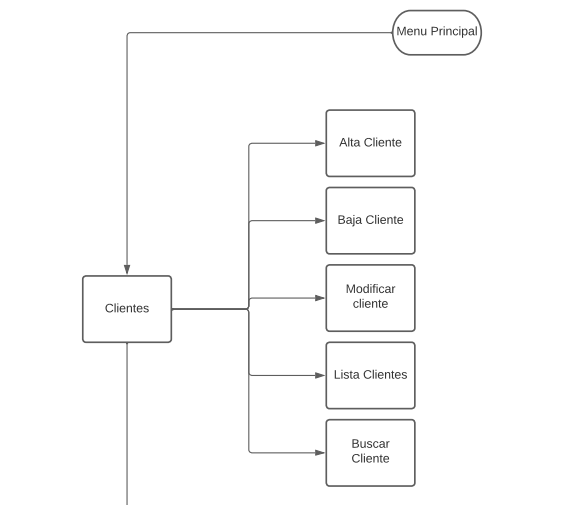 Menu Principal
Alta Cliente
Baja Cliente
Modificar
cliente
Clientes
Lista Clientes
Buscar
Cliente